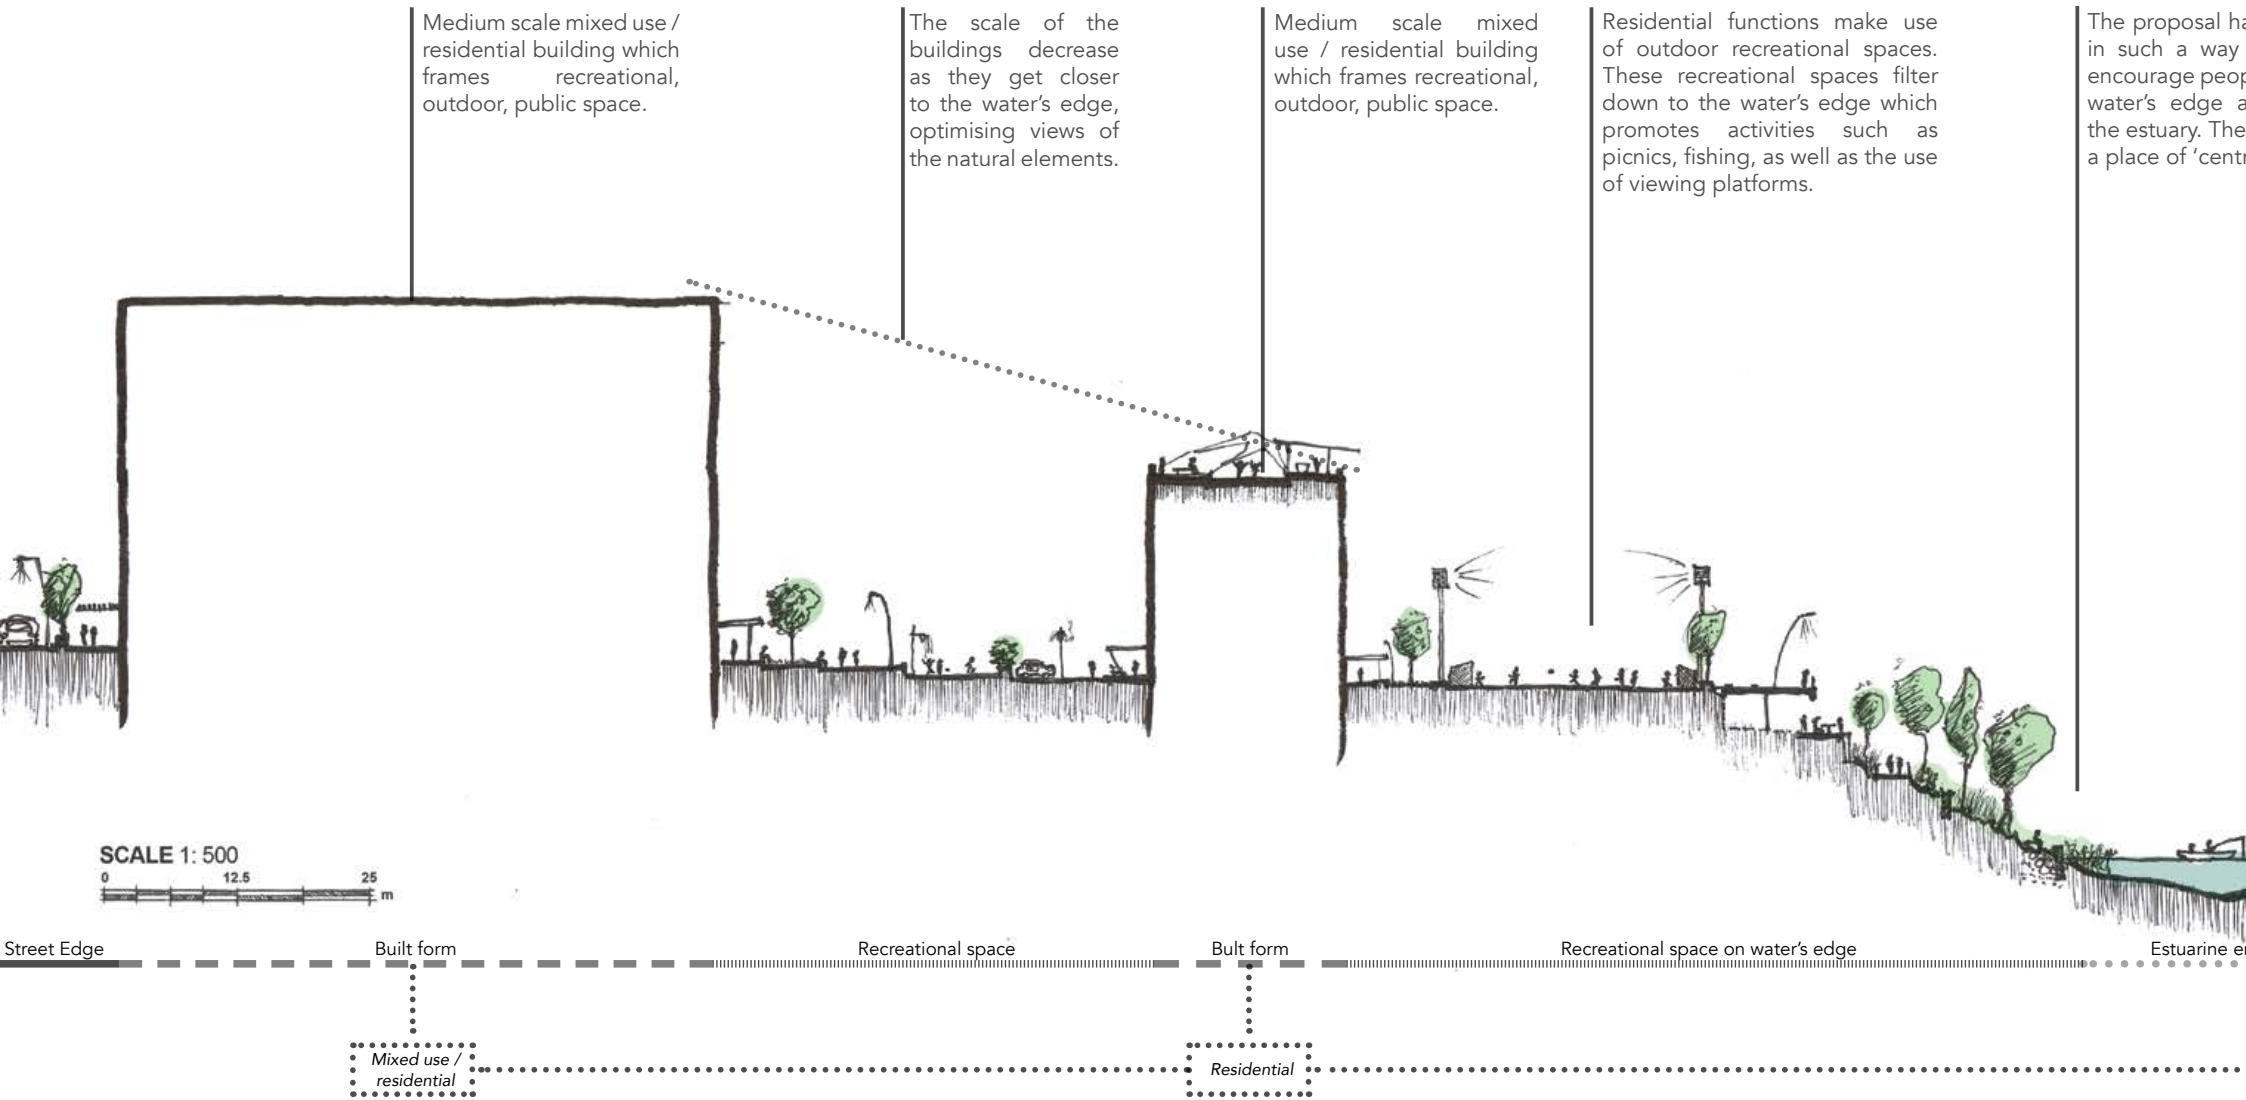 Medium scale mixed use /
residential building which
frames recreational,
outdoor, public space.
The scale of the
buildings decrease
as they get closer
to the water's edge,
optimising views of
the natural elements.
Medium scale mixed
use / residential building
which frames recreational,
outdoor, public space.
Residential functions make use
of outdoor recreational spaces.
These recreational spaces filter
down to the water's edge which
promotes activities such as
picnics, fishing, as well as the use
of viewing platforms.
The proposal
in such a way
encourage
water's edge
the estuary. The
a place of
SCALE 1: 500
0 12.5 25
m
Street Edge
Built form
Recreational space
Bult form
Recreational space on water's edge
Estuarine
Mixed use /
residential
Residential